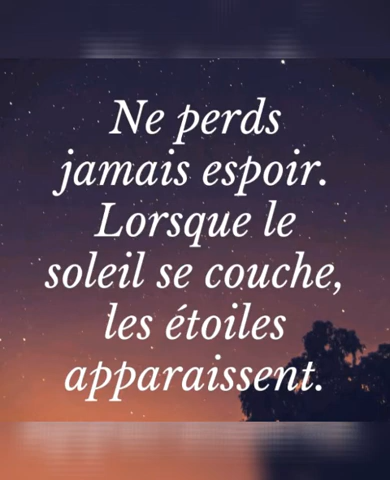 Ne perds
jamais espoir.
Lorsque le
soleil se couche,
les étoiles
apparaissent.